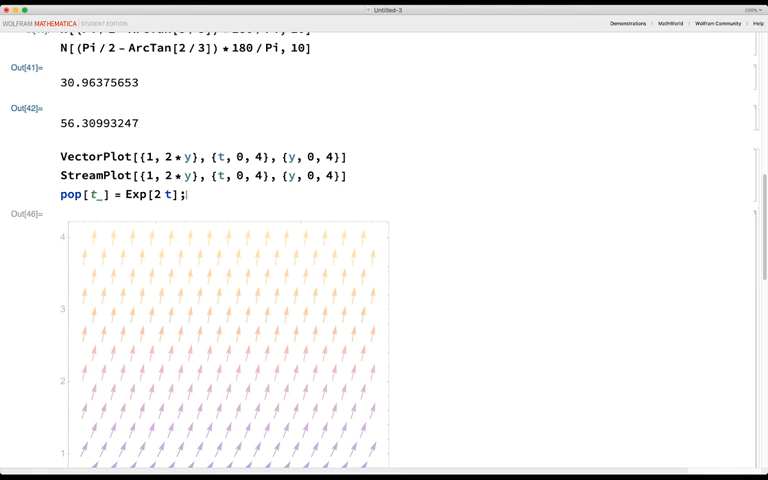 Untitled-3
200%
WOLFRAM MATHEMATICA | STUDENT EDITION
Demonstrations | MathWorld | Wolfram Community | Help
N[(Pi / 2 - ArcTan[2 / 3]) * 180 / Pi, 10]
Out[41]=
30.96375653
Out[42]=
56.30993247
VectorPlot[{1, 2 * y}, {t, 0, 4}, {y, 0, 4}]
StreamPlot[{1, 2 * y}, {t, 0, 4}, {y, 0, 4}]
pop[t_] = Exp[2 t];
Out[46]=
4
3
2
1